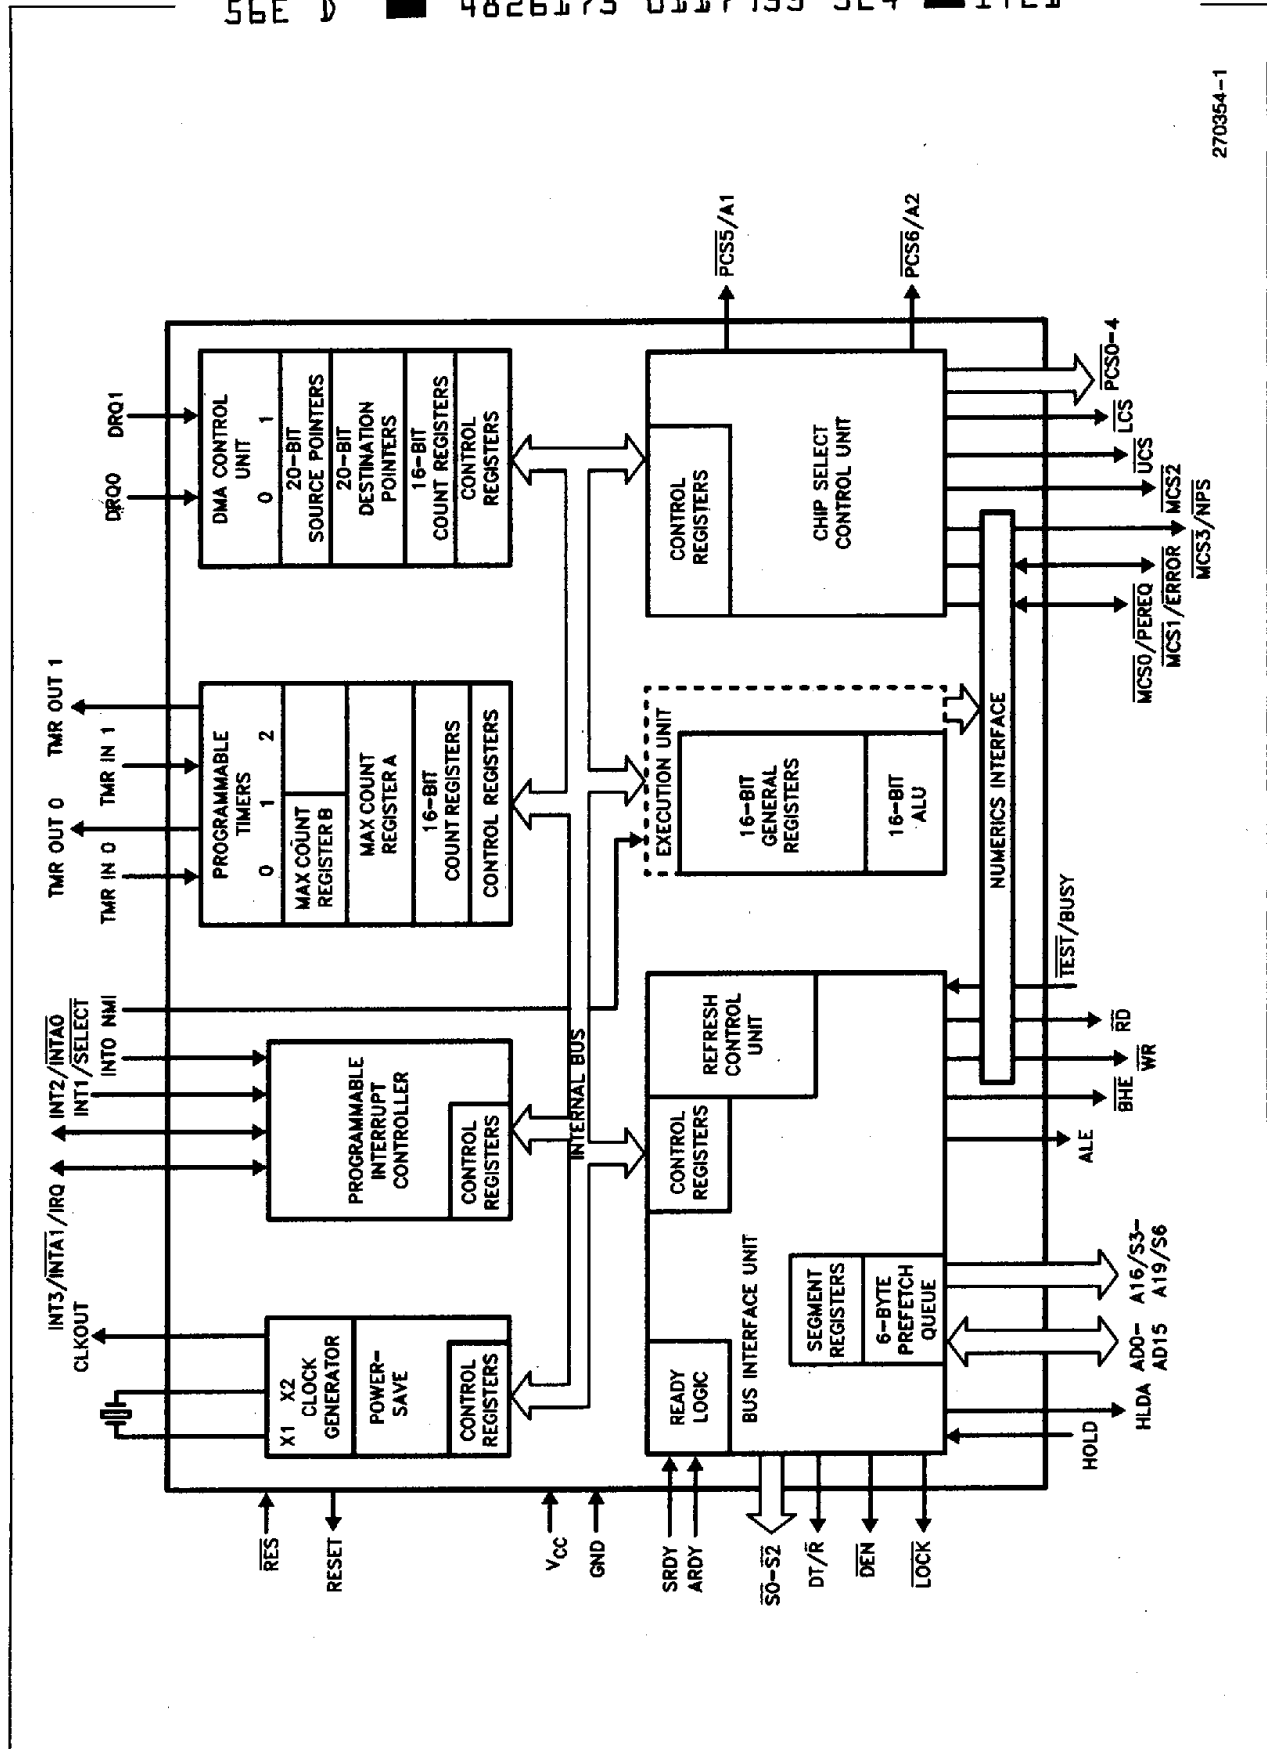 270354-1
INT3/INTA1/IRQ
CLKOUT
INT2/INTA0
INT1/SELECT
INT0 NMI
TMR OUT 0
TMR OUT 1
TMR IN 0
TMR IN 1
DRQ0
DRQ1
X1 X2
CLOCK
GENERATOR
POWER-
SAVE
CONTROL
REGISTERS
PROGRAMMABLE
INTERRUPT
CONTROLLER
CONTROL
REGISTERS
PROGRAMMABLE
TIMERS
0 1 2
MAX COUNT
REGISTER B
MAX COUNT
REGISTER A
16-BIT
COUNT REGISTERS
CONTROL REGISTERS
DMA CONTROL
UNIT
0 1
20-BIT
SOURCE POINTERS
20-BIT
DESTINATION
POINTERS
16-BIT
COUNT REGISTERS
CONTROL
REGISTERS
RES
RESET
VCC
GND
INTERNAL BUS
SRDY
ARDY
S0-S2
DT/R
DEN
LOCK
READY
LOGIC
BUS INTERFACE UNIT
CONTROL
REGISTERS
REFRESH
CONTROL
UNIT
SEGMENT
REGISTERS
6-BYTE
PREFETCH
QUEUE
EXECUTION UNIT
16-BIT
GENERAL
REGISTERS
16-BIT
ALU
CONTROL
REGISTERS
CHIP SELECT
CONTROL UNIT
PCS5/A1
PCS6/A2
NUMERICS INTERFACE
HOLD
HLDA
AD0-
AD15
A16/S3-
A19/S6
ALE
BHE
WR
RD
TEST/BUSY
MCS0/PEREQ
MCS1/ERROR
MCS3/NPS
MCS2
UCS
LCS
PCS0-4